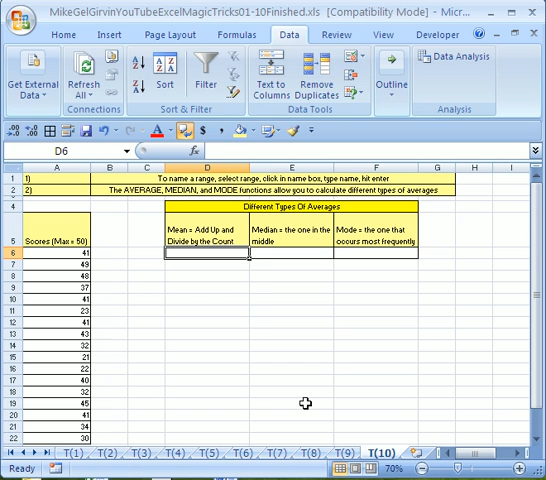 MikeGelGirvinYouTubeExcelMagicTricks01-10Finished.xls [Compatibility Mode] - Micros...
Home Insert Page Layout Formulas Data Review View Developer
Get External Data
Refresh All
Connections
Sort
Filter
Sort & Filter
Text to Columns
Remove Duplicates
Data Tools
Outline
Data Analysis
Analysis
D6
fx
A B C D E F G H I
1 1) To name a range, select range, click in name box, type name, hit enter
2 2) The AVERAGE, MEDIAN, and MODE functions allow you to calculate different types of averages
4 Different Types Of Averages
5 Scores (Max = 50) Mean = Add Up and Divide by the Count Median = the one in the middle Mode = the one that occurs most frequently
6 41
7 49
8 48
9 37
10 41
11 23
12 41
13 43
14 32
15 21
16 22
17 40
18 32
19 45
20 41
21 34
22 30
T(1) T(2) T(3) T(4) T(5) T(6) T(7) T(8) T(9) T(10)
Ready 70%